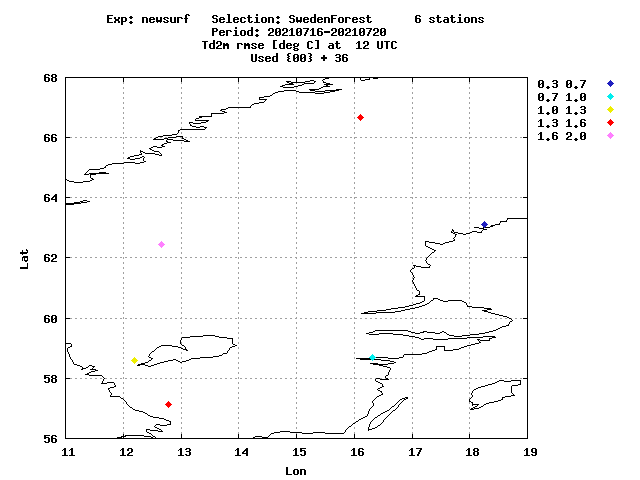 Exp: newsurf   Selection: SwedenForest      6 stations
Period: 20210716-20210720
Td2m rmse [deg C] at  12 UTC
Used {00} + 36
0.3 0.7
0.7 1.0
1.0 1.3
1.3 1.6
1.6 2.0
68
66
64
62
60
58
56
Lat
11 12 13 14 15 16 17 18 19
Lon